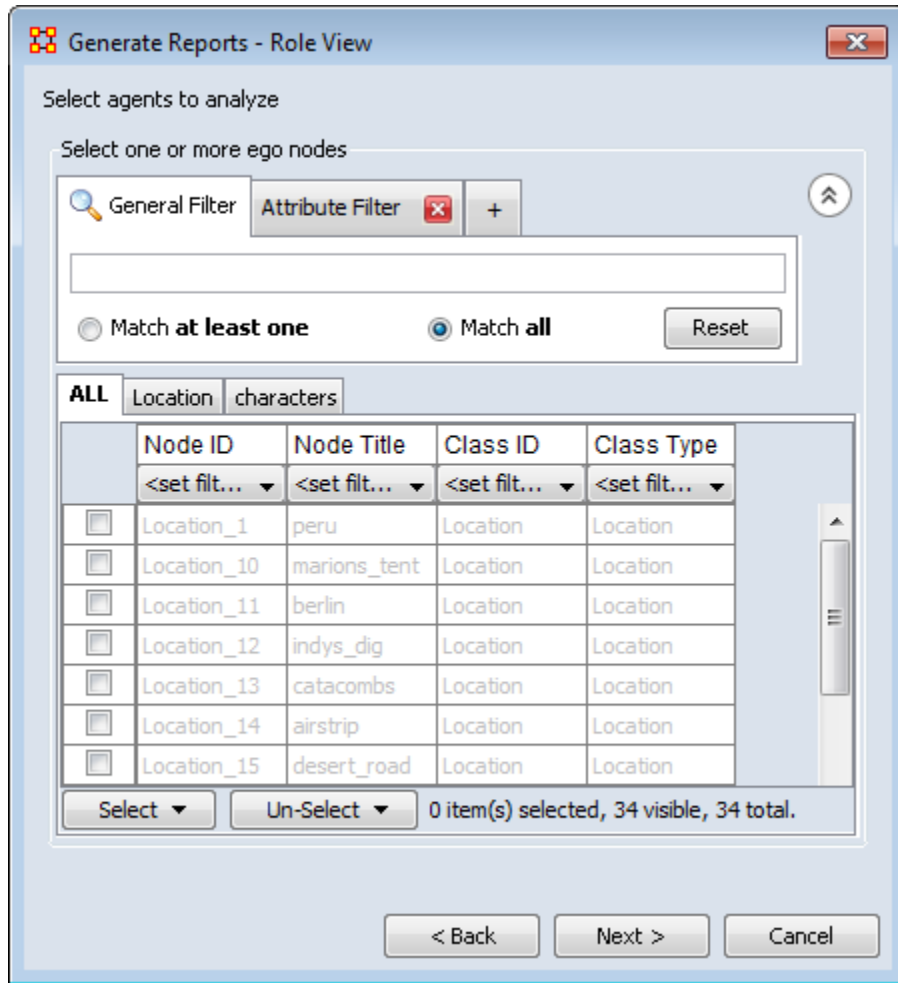 Generate Reports - Role View
Select agents to analyze
Select one or more ego nodes
General Filter Attribute Filter +
Match at least one Match all Reset
ALL Location characters
Node ID Node Title Class ID Class Type
<set filt... <set filt... <set filt... <set filt...
Location_1 peru Location Location
Location_10 marions_tent Location Location
Location_11 berlin Location Location
Location_12 indys_dig Location Location
Location_13 catacombs Location Location
Location_14 airstrip Location Location
Location_15 desert_road Location Location
Select Un-Select 0 item(s) selected, 34 visible, 34 total.
< Back Next > Cancel